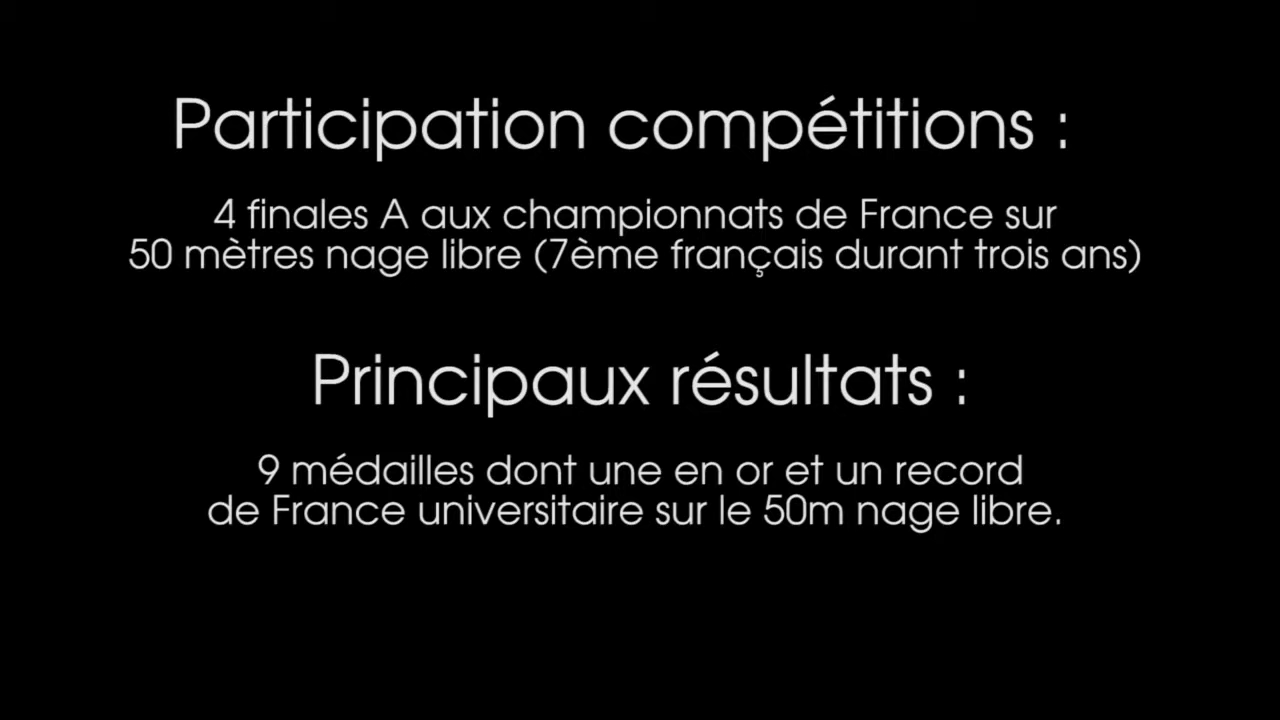 Participation compétitions :
4 finales A aux championnats de France sur
50 mètres nage libre (7ème français durant trois ans)
Principaux résultats :
9 médailles dont une en or et un record
de France universitaire sur le 50m nage libre.